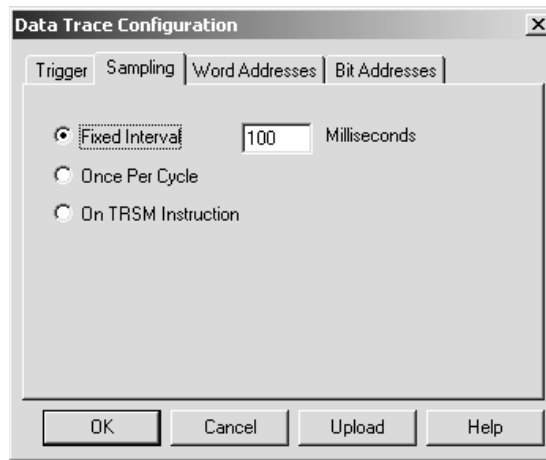 Data Trace Configuration
Trigger Sampling Word Addresses Bit Addresses
Fixed Interval 100 Milliseconds
Once Per Cycle
On TRSM Instruction
OK Cancel Upload Help